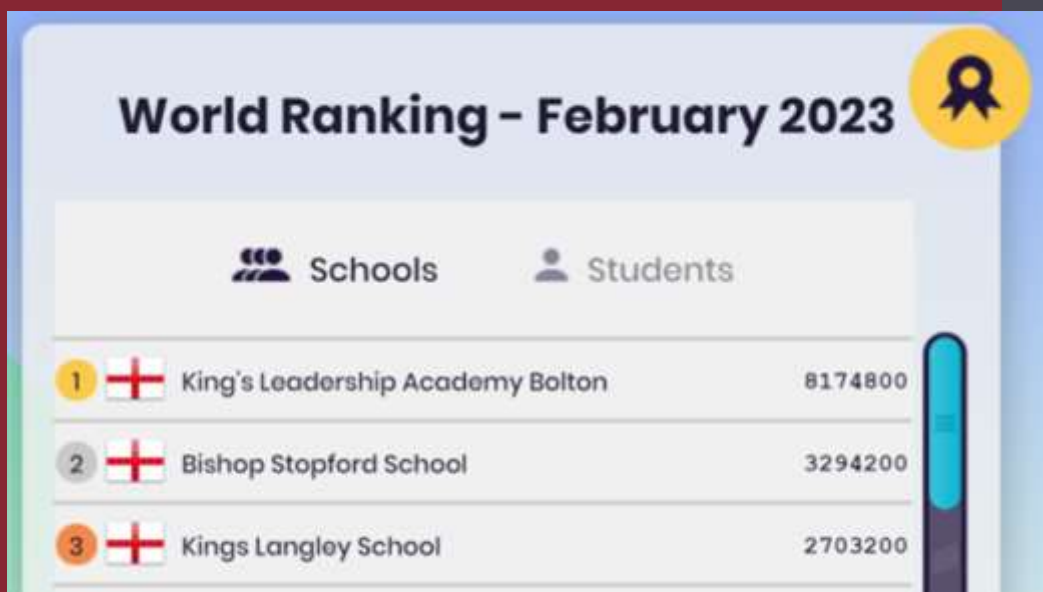 World Ranking - February 2023
Schools Students
1 King's Leadership Academy Bolton 8174800
2 Bishop Stopford School 3294200
3 Kings Langley School 2703200